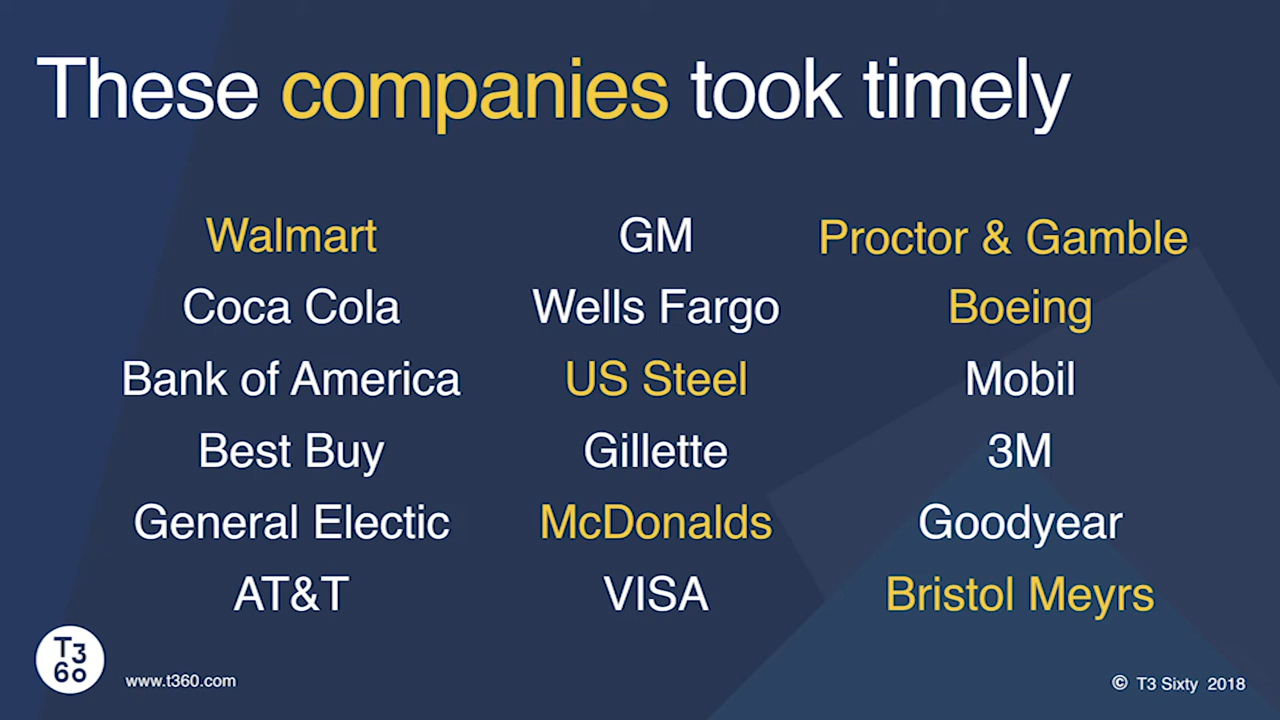 These companies took timely
Walmart GM Proctor & Gamble
Coca Cola Wells Fargo Boeing
Bank of America US Steel Mobil
Best Buy Gillette 3M
General Electic McDonalds Goodyear
AT&T VISA Bristol Meyrs
T3
60
www.t360.com
© T3 Sixty 2018